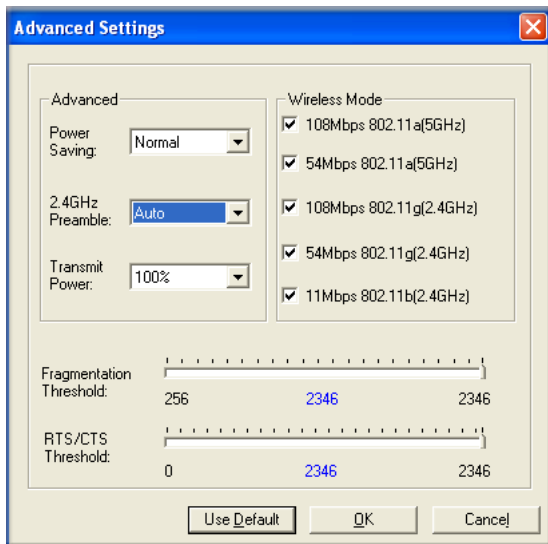 Advanced Settings
Advanced
Power
Saving:
Normal
2.4GHz
Preamble:
Auto
Transmit
Power:
100%
Wireless Mode
108Mbps 802.11a(5GHz)
54Mbps 802.11a(5GHz)
108Mbps 802.11g(2.4GHz)
54Mbps 802.11g(2.4GHz)
11Mbps 802.11b(2.4GHz)
Fragmentation
Threshold:
256 2346 2346
RTS/CTS
Threshold:
0 2346 2346
Use Default OK Cancel